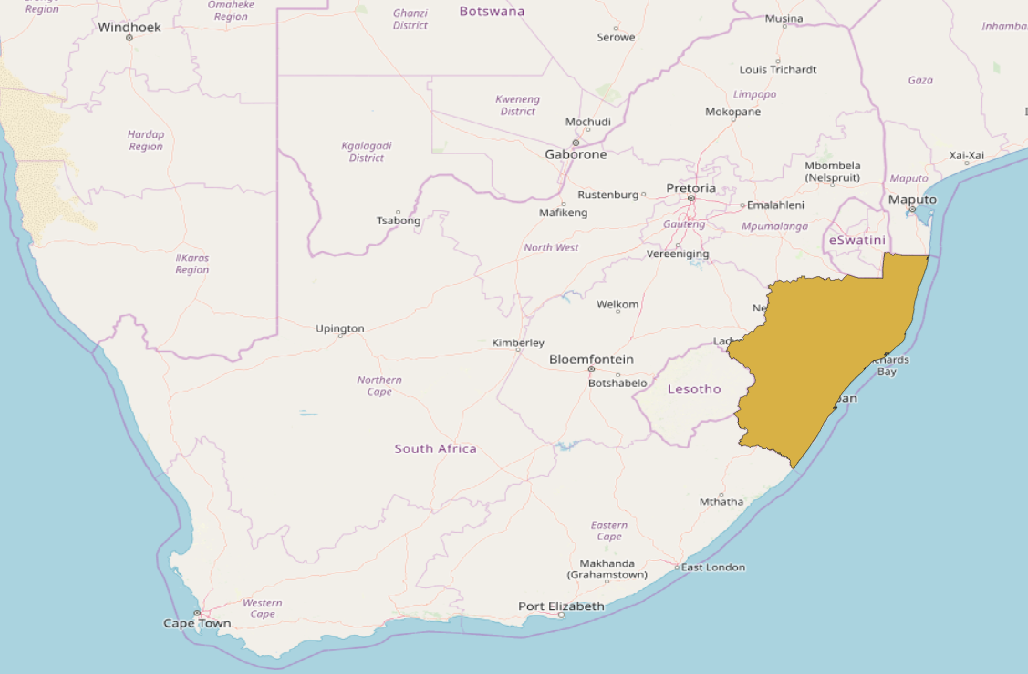 Omaheke
Region
Region
Windhoek
Ghanzi
District
Botswana
Musina
Serowe
Inhamba
Louis Trichardt
Gaza
Limpopo
Kweneng
District
Mokopane
Mochudi
Hardap
Region
Kgalagadi
District
Gaborone
Xai-Xai
Mbombela
(Nelspruit)
Maputo
Rustenburg
Pretoria
Maputo
Emalahleni
Tsabong
Mafikeng
Gauteng
Mpumalanga
eSwatini
North West
Vereeniging
IIKaras
Region
Welkom
Ne
Upington
Kimberley
Lad
Bloemfontein
Botshabelo
Lesotho
Northern
Cape
chards
Bay
ban
South Africa
Mthatha
Eastern
Cape
Makhanda
(Grahamstown)
East London
Western
Cape
Port Elizabeth
Cape Town